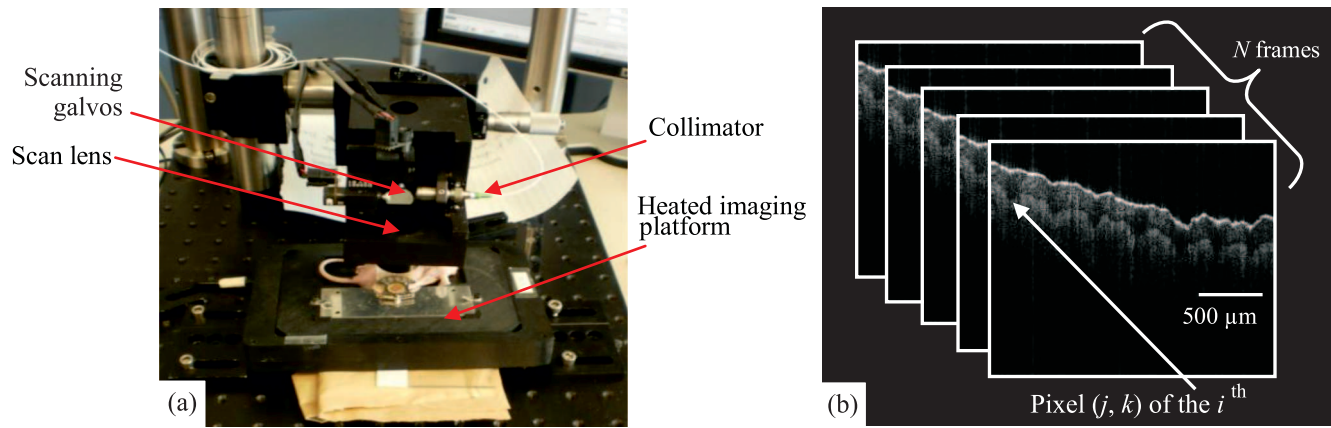 Scanning
galvos
Scan lens
Collimator
Heated imaging
platform
(a)
N frames
500 µm
(b)
Pixel (j, k) of the i th